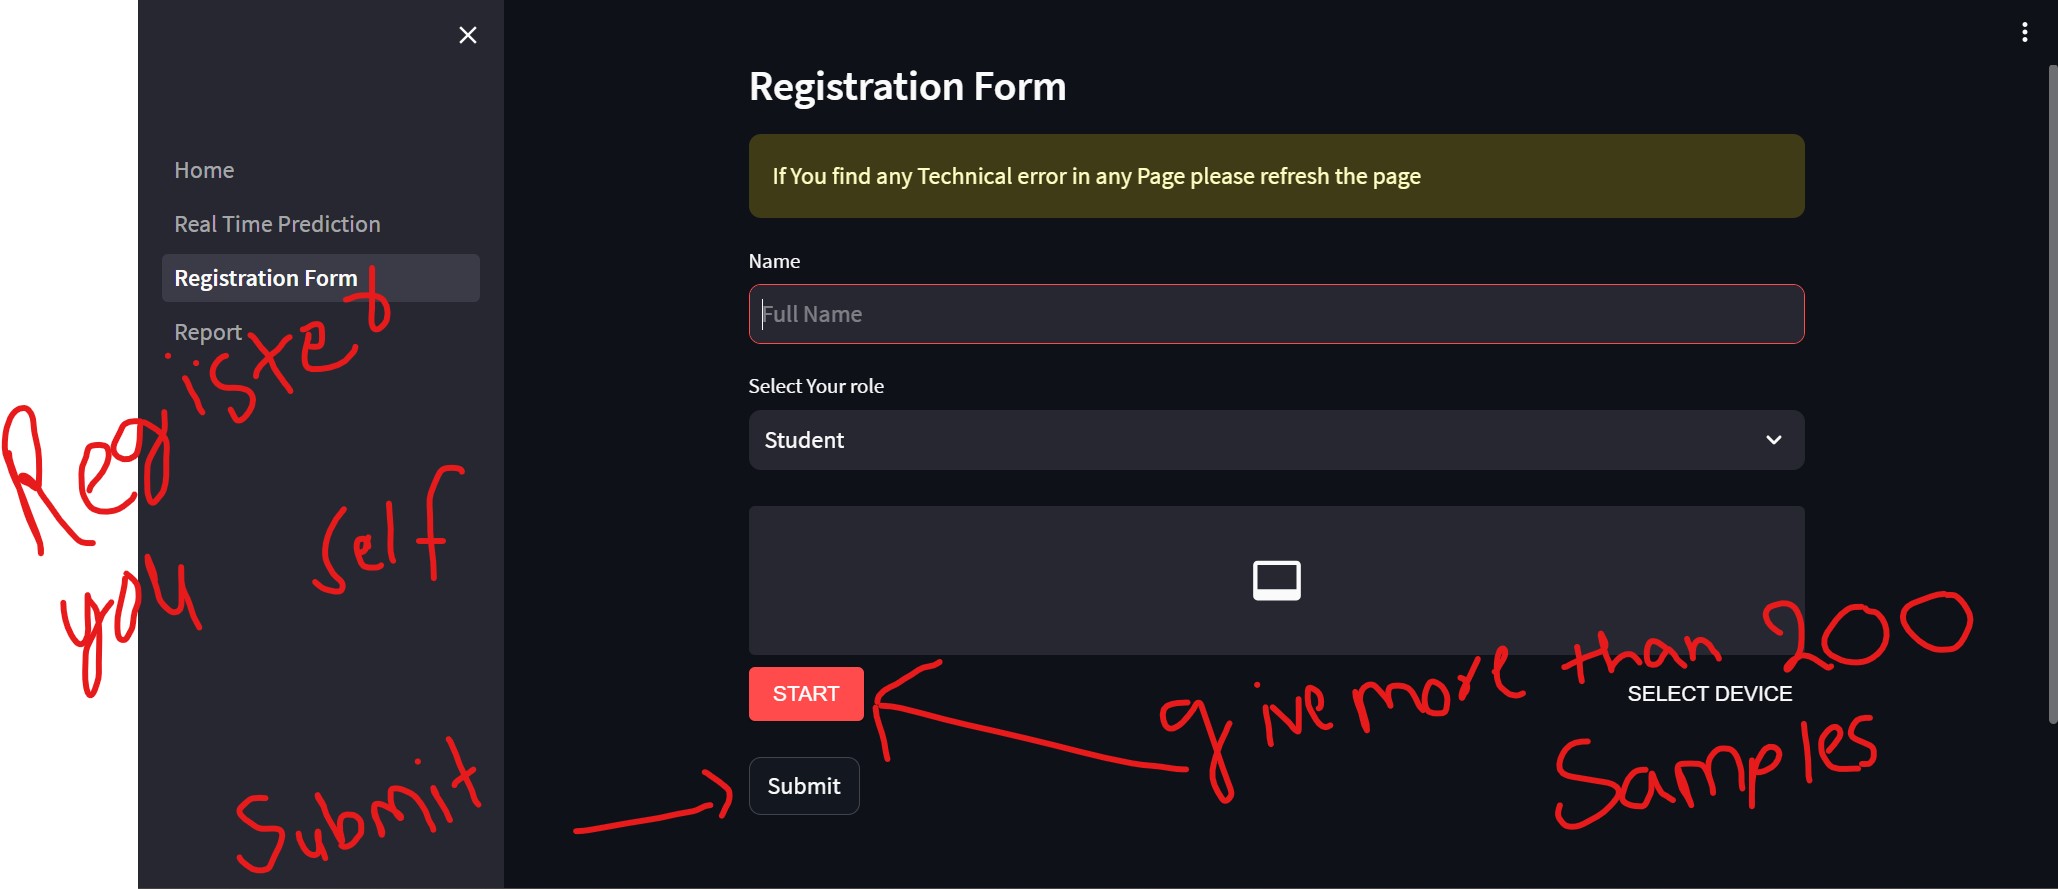 Registration Form
If You find any Technical error in any Page please refresh the page
Home
Real Time Prediction
Registration Form
Report
Name
Full Name
Select Your role
Student
START
SELECT DEVICE
Submit
Register
you self
Submit
give more than 200
Samples